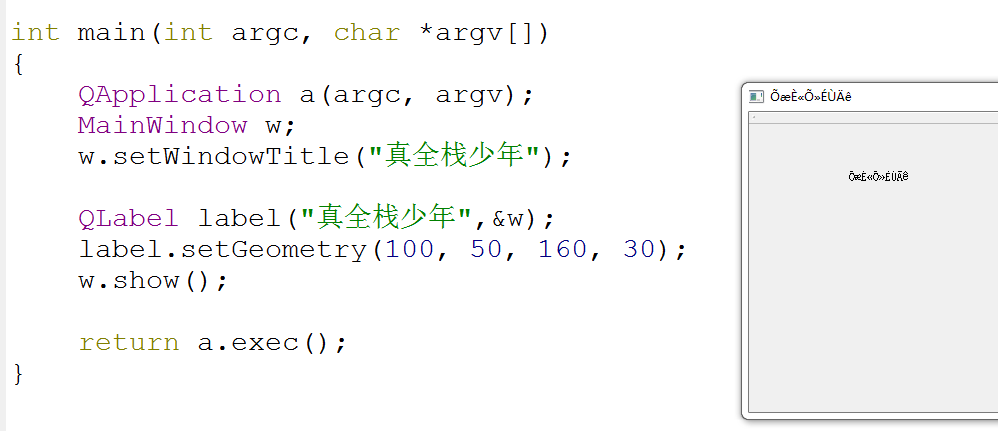 int main(int argc, char *argv[])
{
QApplication a(argc, argv);
MainWindow w;
w.setWindowTitle("真全栈少年");
QLabel label("真全栈少年",&w);
label.setGeometry(100, 50, 160, 30);
w.show();
return a.exec();
}
ÕæÈ«Õ»ÉÙÄê
ÕæÈ«Õ»ÉÙÄê